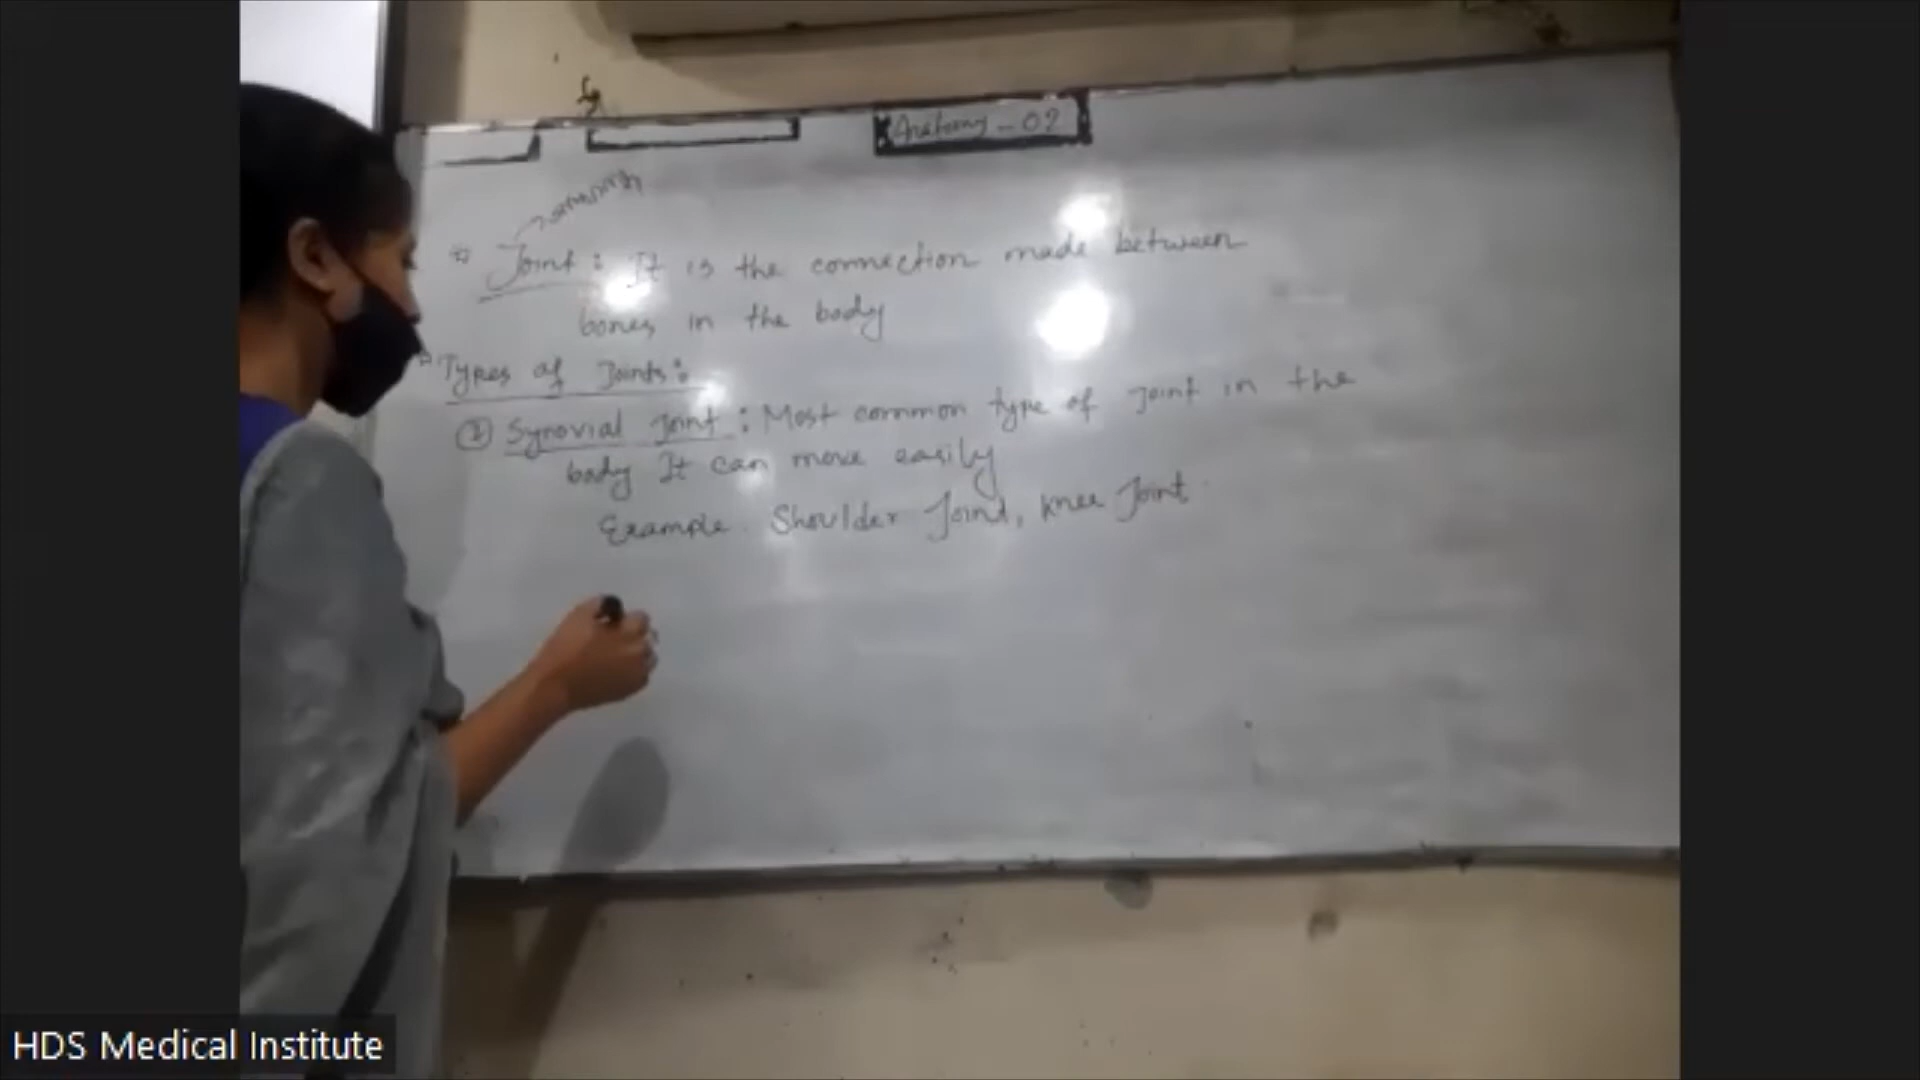 Anatomy - 02
Joint : It is the connection made between
bones in the body
Types of Joints :
① Synovial Joint : Most common type of Joint in the
body It can move easily
Example. Shoulder Joint, knee Joint.
HDS Medical Institute